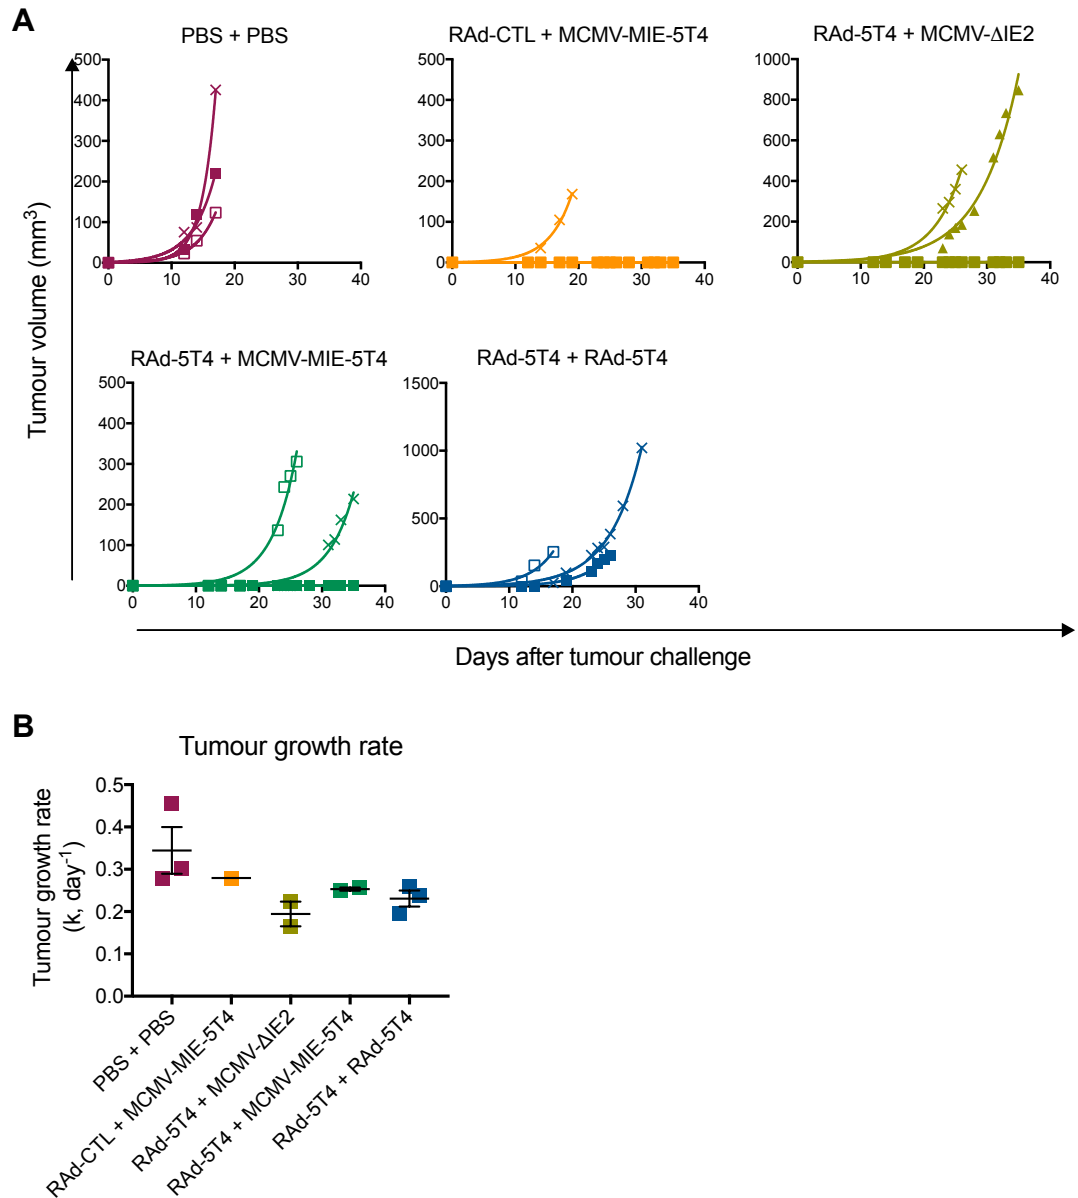 A
PBS + PBS
RAd-CTL + MCMV-MIE-5T4
RAd-5T4 + MCMV-ΔIE2
500
400
300
200
100
0
0 10 20 30 40
500
400
300
200
100
0
0 10 20 30 40
1000
800
600
400
200
0
0 10 20 30 40
Tumour volume (mm³)
RAd-5T4 + MCMV-MIE-5T4
RAd-5T4 + RAd-5T4
500
400
300
200
100
0
0 10 20 30 40
1500
1000
500
0
0 10 20 30 40
Days after tumour challenge
B
Tumour growth rate
Tumour growth rate
(k, day⁻¹)
0.5
0.4
0.3
0.2
0.1
0.0
PBS + PBS
RAd-CTL + MCMV-MIE-5T4
RAd-5T4 + MCMV-ΔIE2
RAd-5T4 + MCMV-MIE-5T4
RAd-5T4 + RAd-5T4